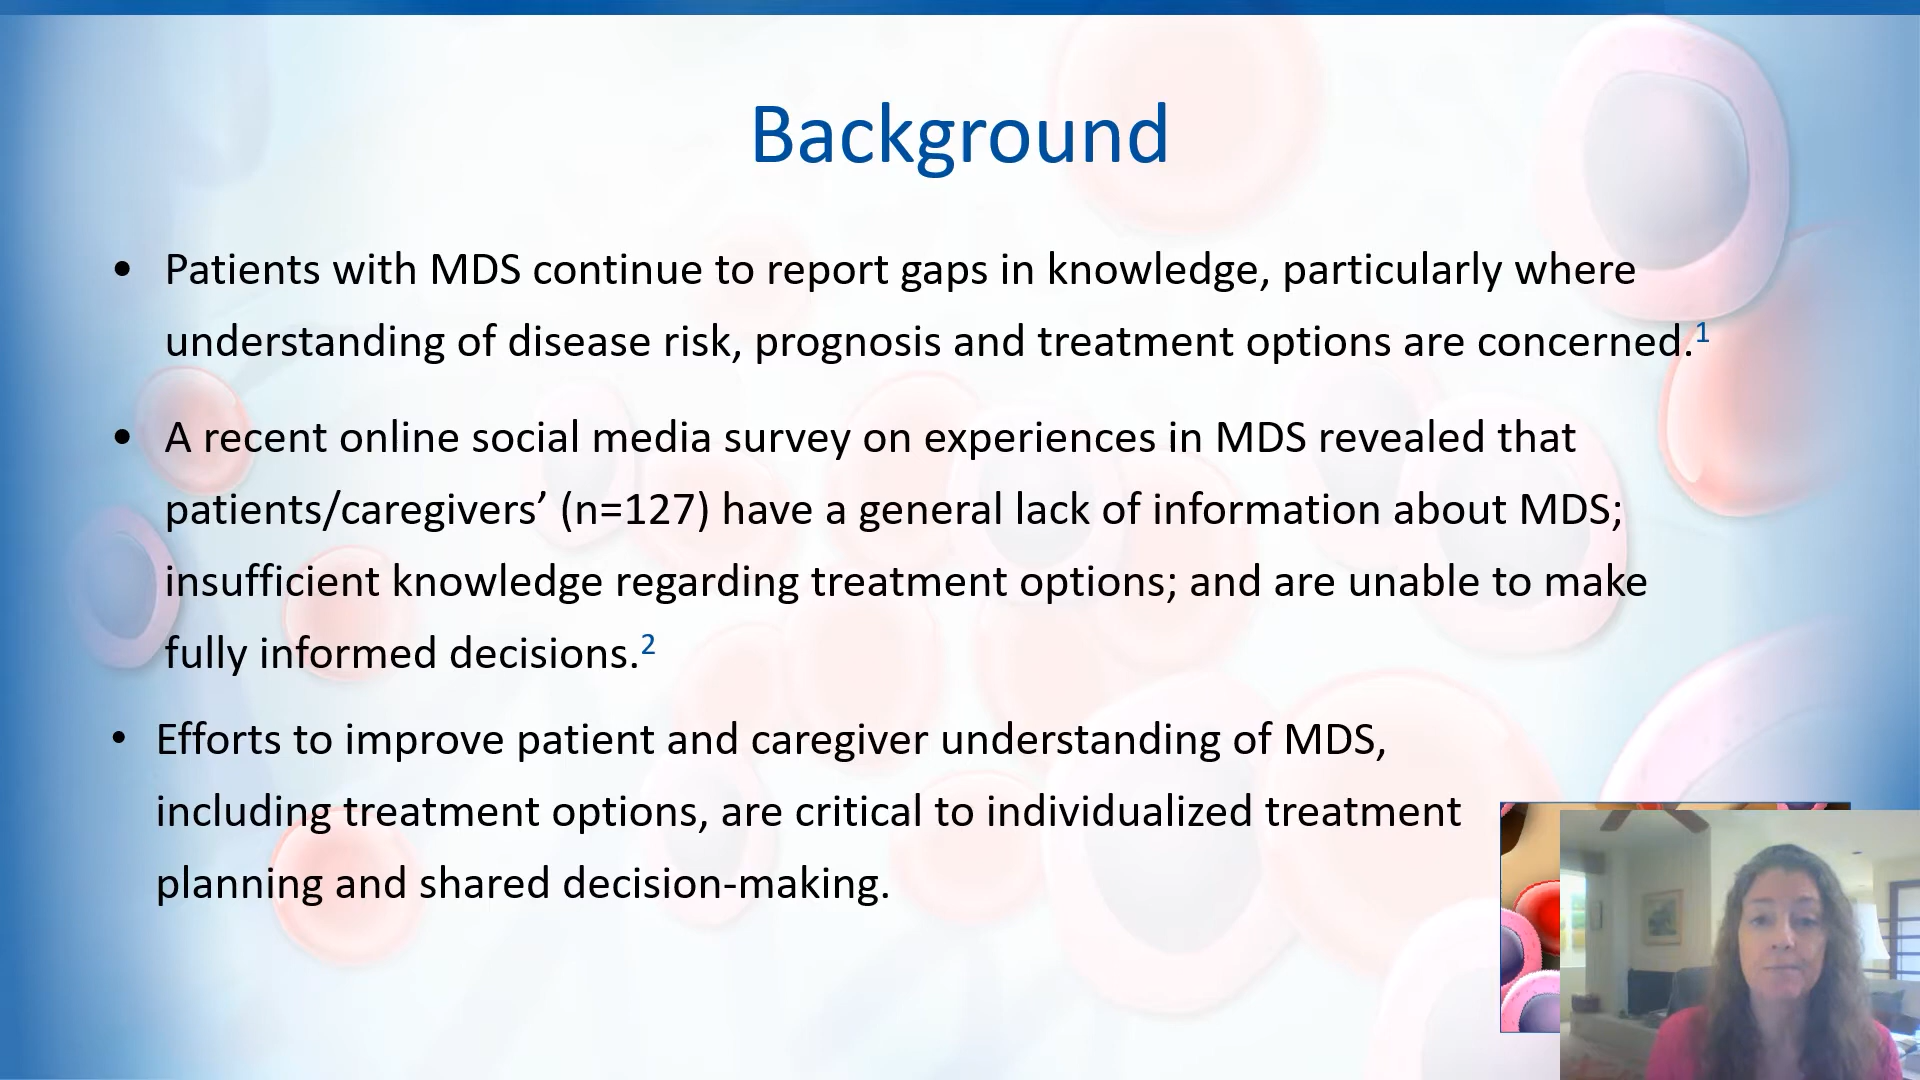 Background
• Patients with MDS continue to report gaps in knowledge, particularly where
understanding of disease risk, prognosis and treatment options are concerned.1
• A recent online social media survey on experiences in MDS revealed that
patients/caregivers’ (n=127) have a general lack of information about MDS;
insufficient knowledge regarding treatment options; and are unable to make
fully informed decisions.2
• Efforts to improve patient and caregiver understanding of MDS,
including treatment options, are critical to individualized treatment
planning and shared decision-making.